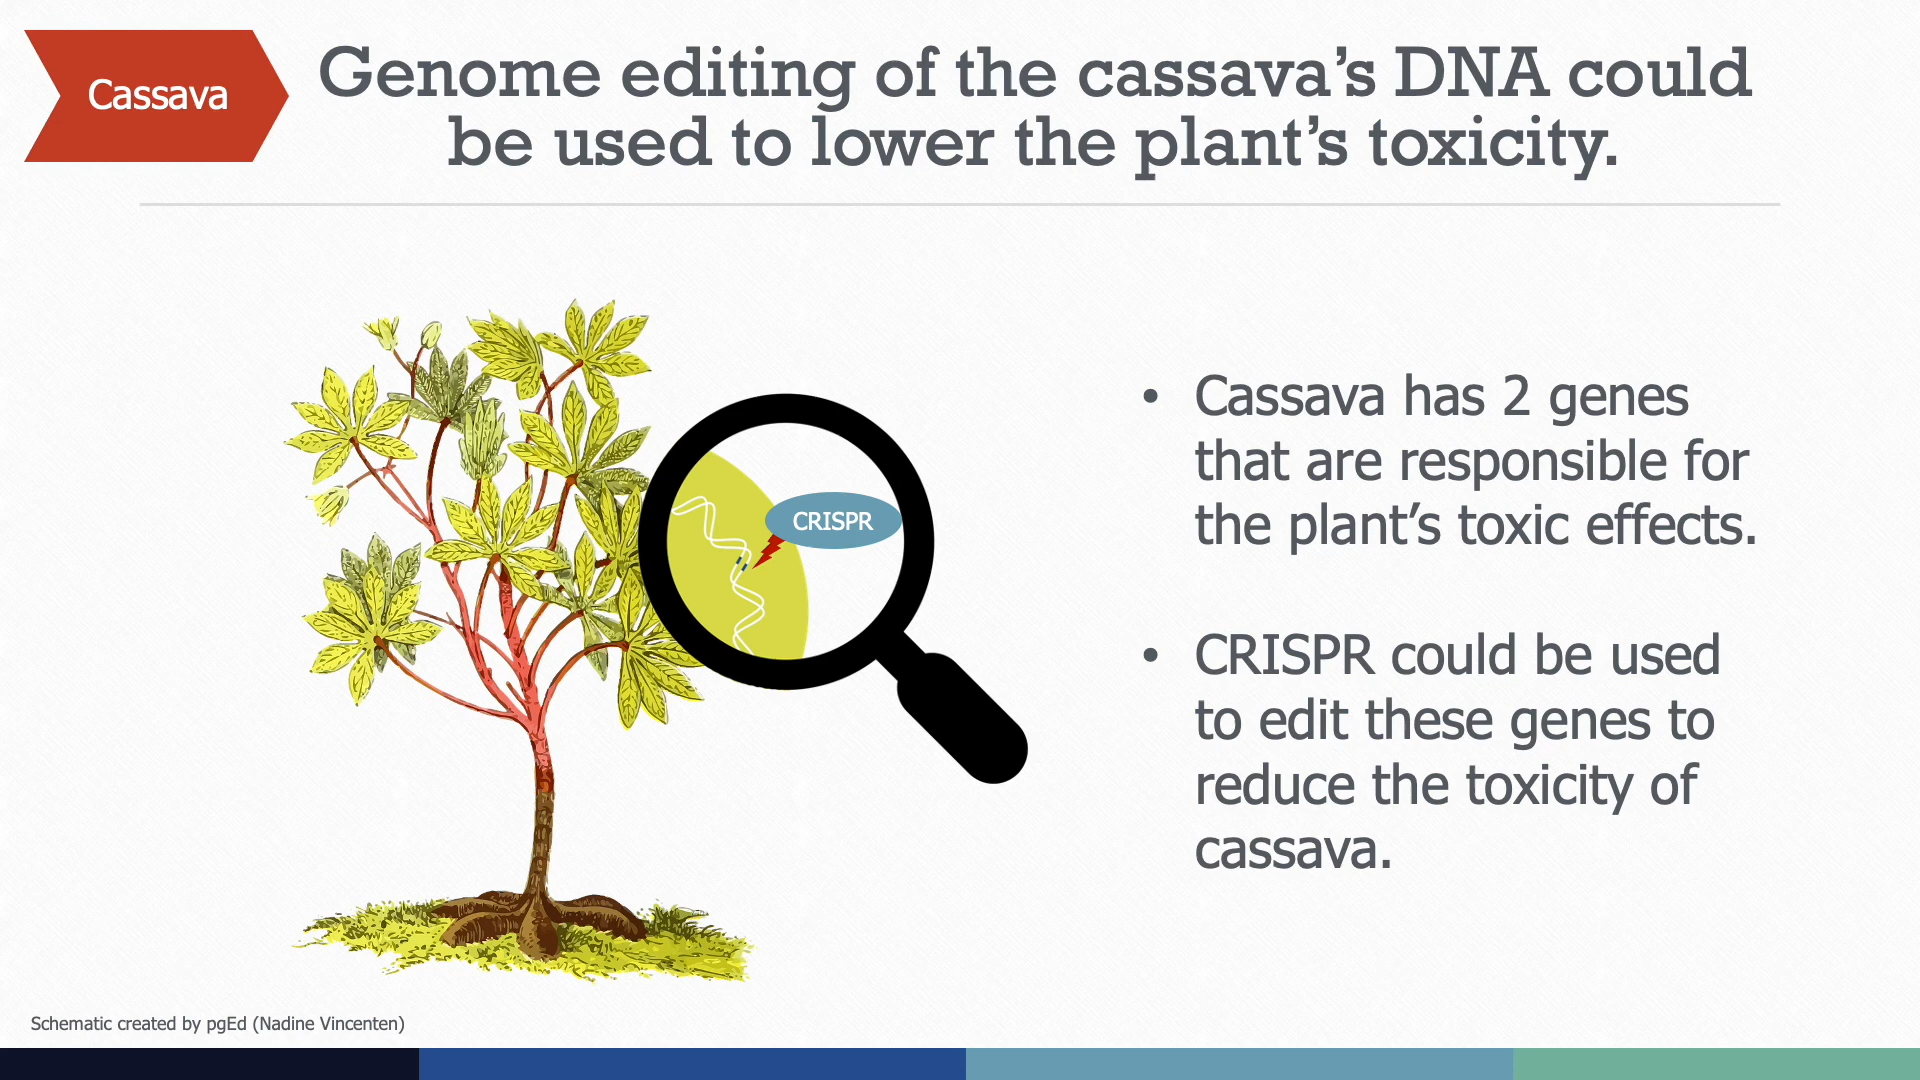 Cassava
Genome editing of the cassava’s DNA could
be used to lower the plant’s toxicity.
CRISPR
• Cassava has 2 genes
that are responsible for
the plant’s toxic effects.
• CRISPR could be used
to edit these genes to
reduce the toxicity of
cassava.
Schematic created by pgEd (Nadine Vincenten)